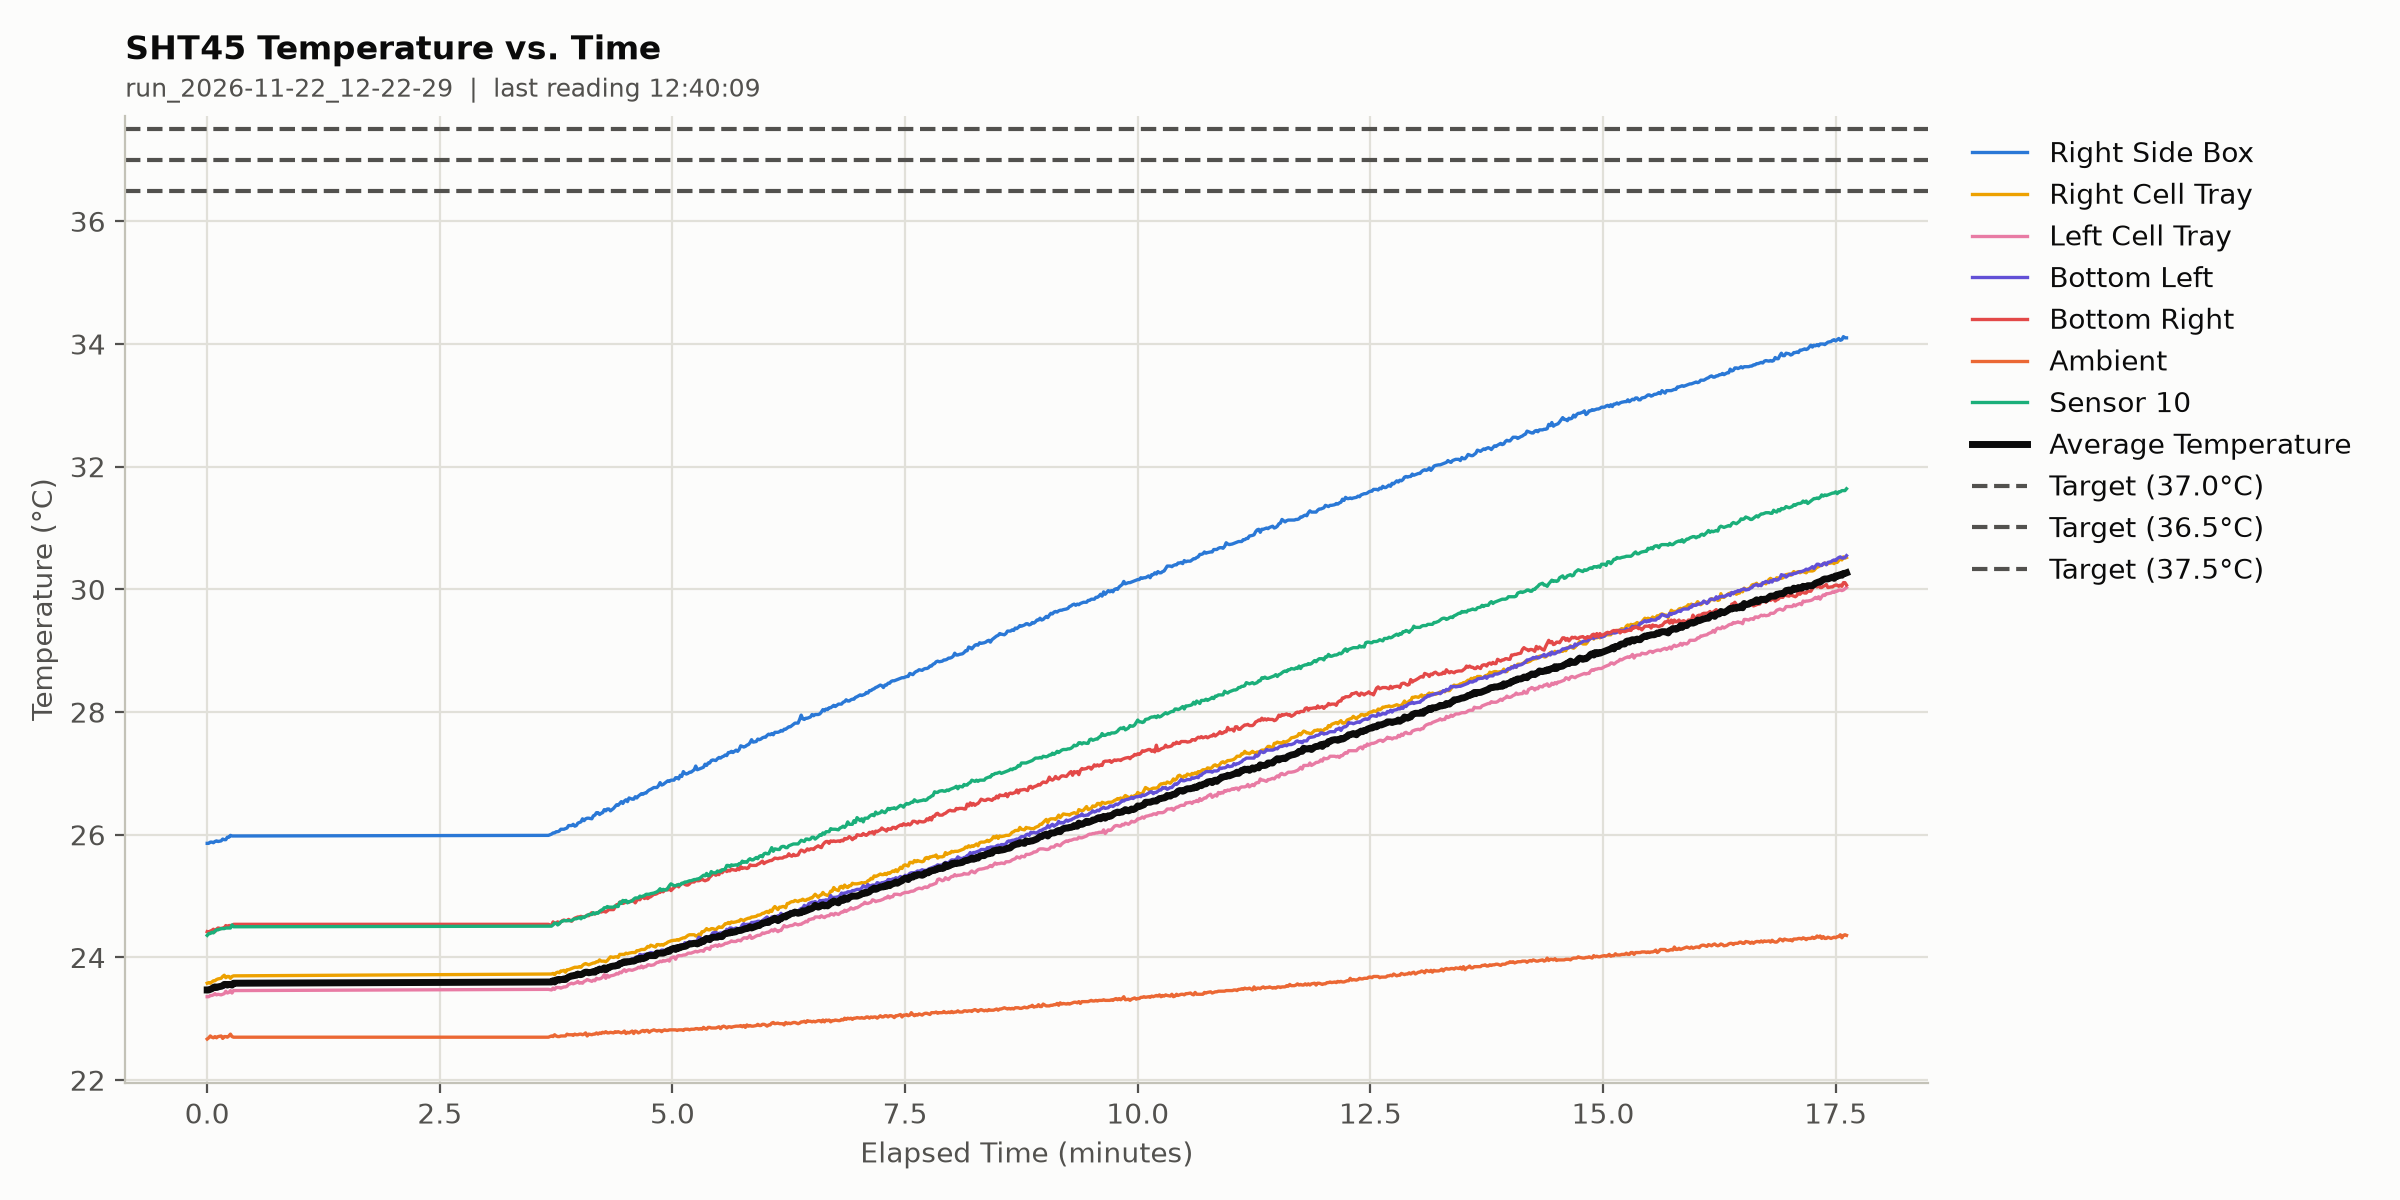 SHT45 Temperature vs. Time
run_2026-11-22_12-22-29 | last reading 12:40:09
36
34
32
30
28
26
24
22
Temperature (°C)
0.0 2.5 5.0 7.5 10.0 12.5 15.0 17.5
Elapsed Time (minutes)
Right Side Box
Right Cell Tray
Left Cell Tray
Bottom Left
Bottom Right
Ambient
Sensor 10
Average Temperature
Target (37.0°C)
Target (36.5°C)
Target (37.5°C)